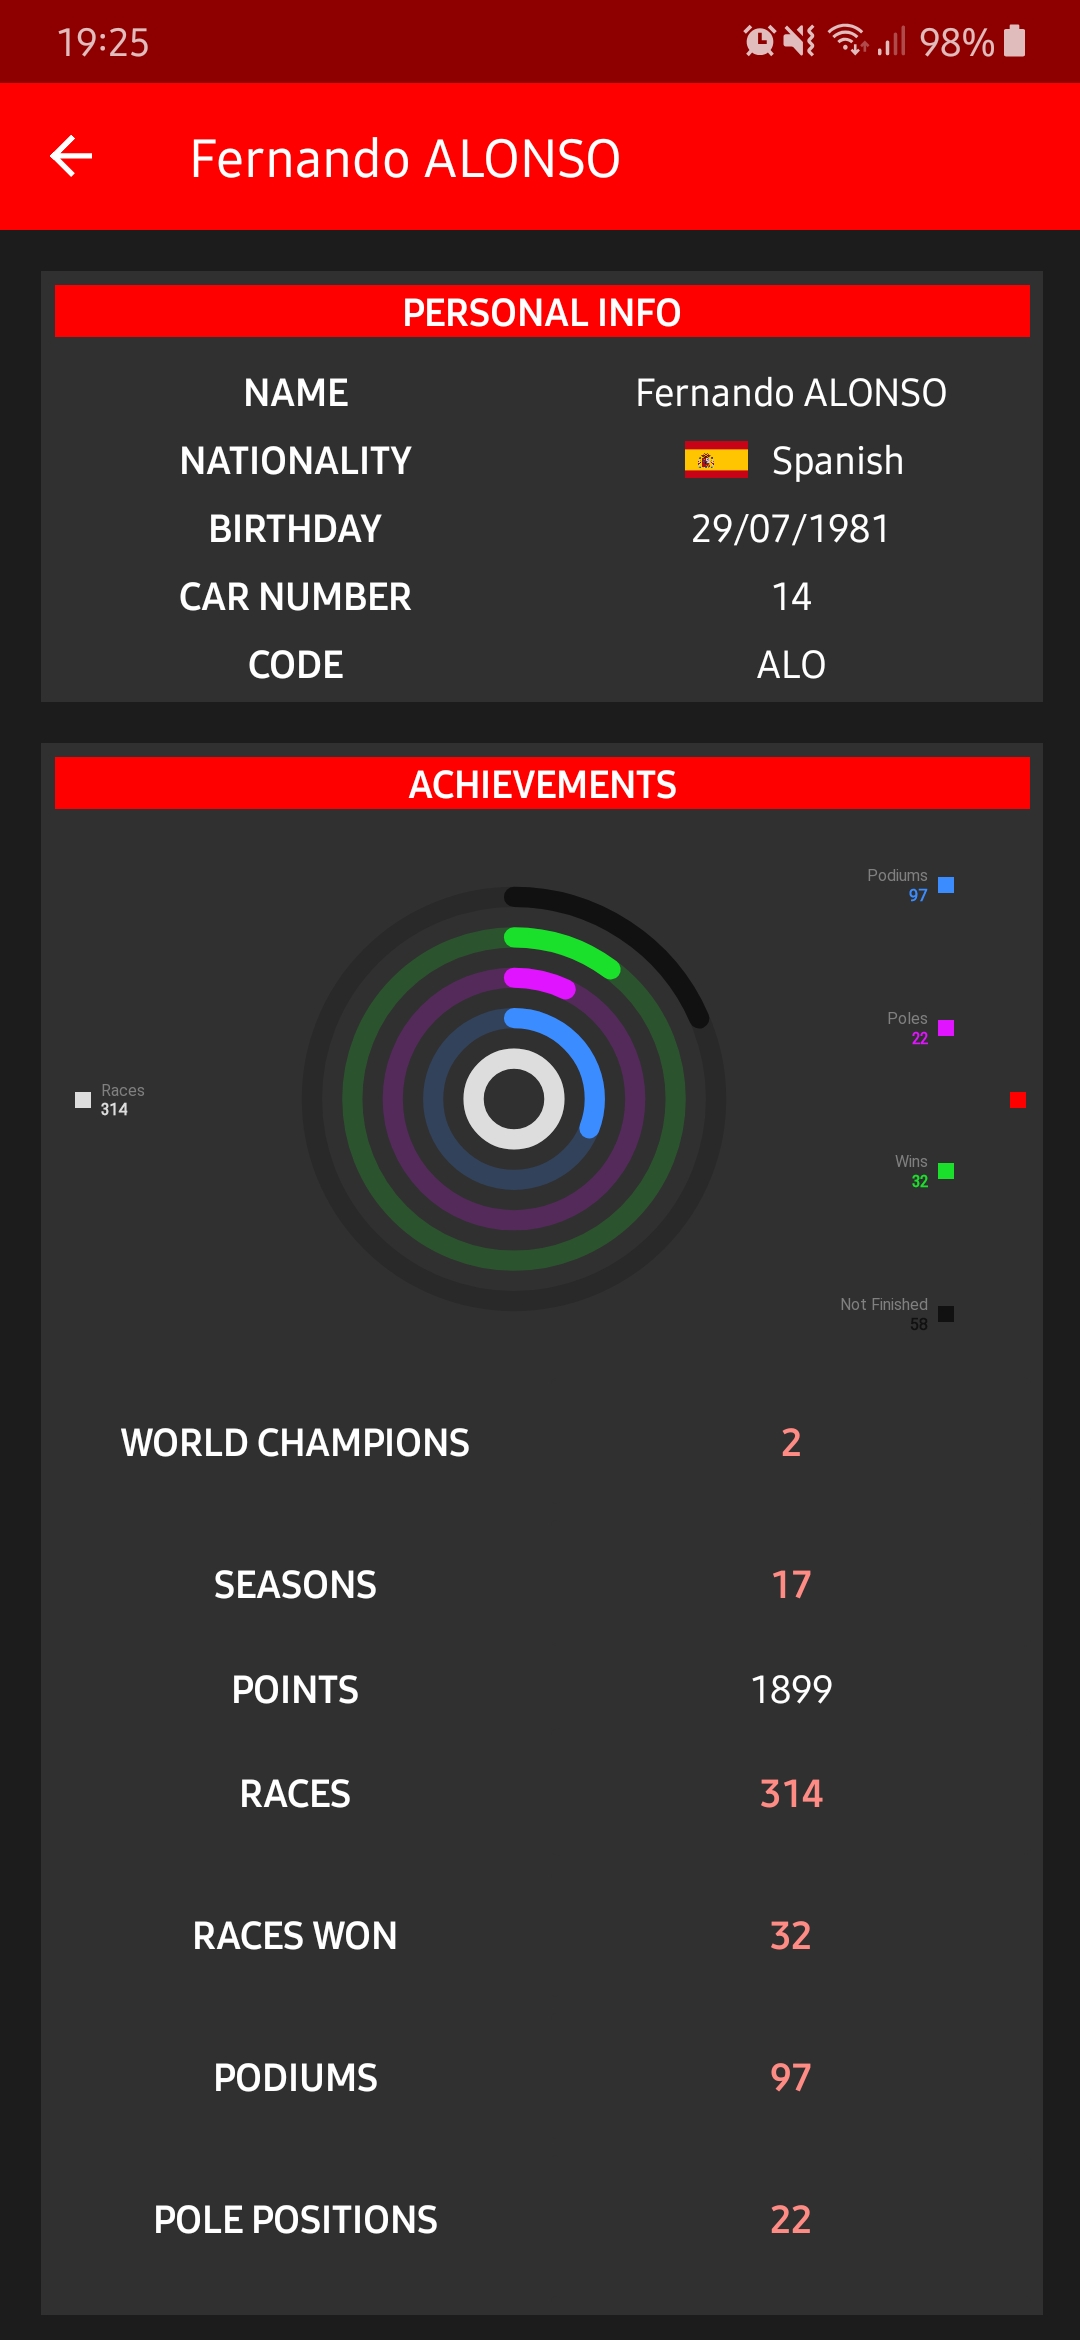 19:25 98%
Fernando ALONSO
PERSONAL INFO
NAME Fernando ALONSO
NATIONALITY Spanish
BIRTHDAY 29/07/1981
CAR NUMBER 14
CODE ALO
ACHIEVEMENTS
Podiums
97
Poles
22
Races
314
Wins
32
Not Finished
58
WORLD CHAMPIONS 2
SEASONS 17
POINTS 1899
RACES 314
RACES WON 32
PODIUMS 97
POLE POSITIONS 22